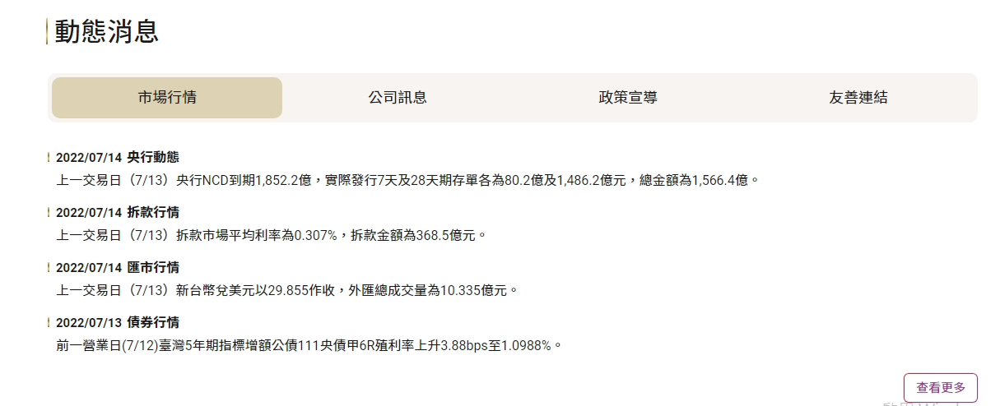 動態消息
市場行情
公司訊息
政策宣導
友善連結
2022/07/14 央行動態
上一交易日（7/13）央行NCD到期1,852.2億，實際發行7天及28天期存單各為80.2億及1,486.2億元，總金額為1,566.4億。
2022/07/14 拆款行情
上一交易日（7/13）拆款市場平均利率為0.307%，拆款金額為368.5億元。
2022/07/14 匯市行情
上一交易日（7/13）新台幣兌美元以29.855作收，外匯總成交量為10.335億元。
2022/07/13 債券行情
前一營業日(7/12)臺灣5年期指標增額公債111央債甲6R殖利率上升3.88bps至1.0988%。
查看更多